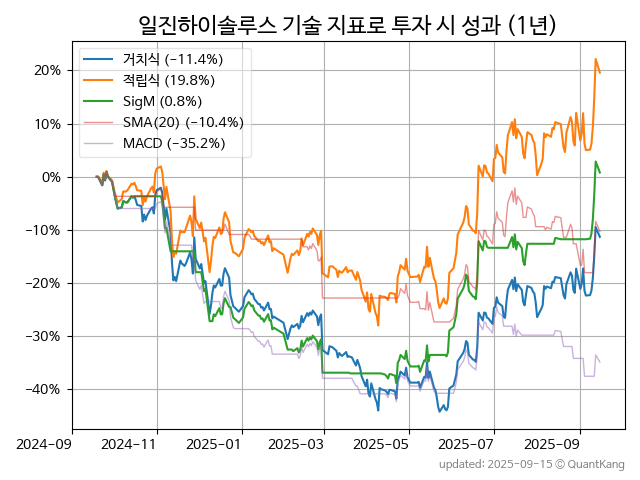 일진하이솔루스 기술 지표로 투자 시 성과 (1년)
거치식 (−11.4%)
적립식 (19.8%)
SigM (0.8%)
SMA(20) (−10.4%)
MACD (−35.2%)
20%
10%
0%
−10%
−20%
−30%
−40%
2024-09
2024-11
2025-01
2025-03
2025-05
2025-07
2025-09
updated: 2025-09-15 © QuantKang